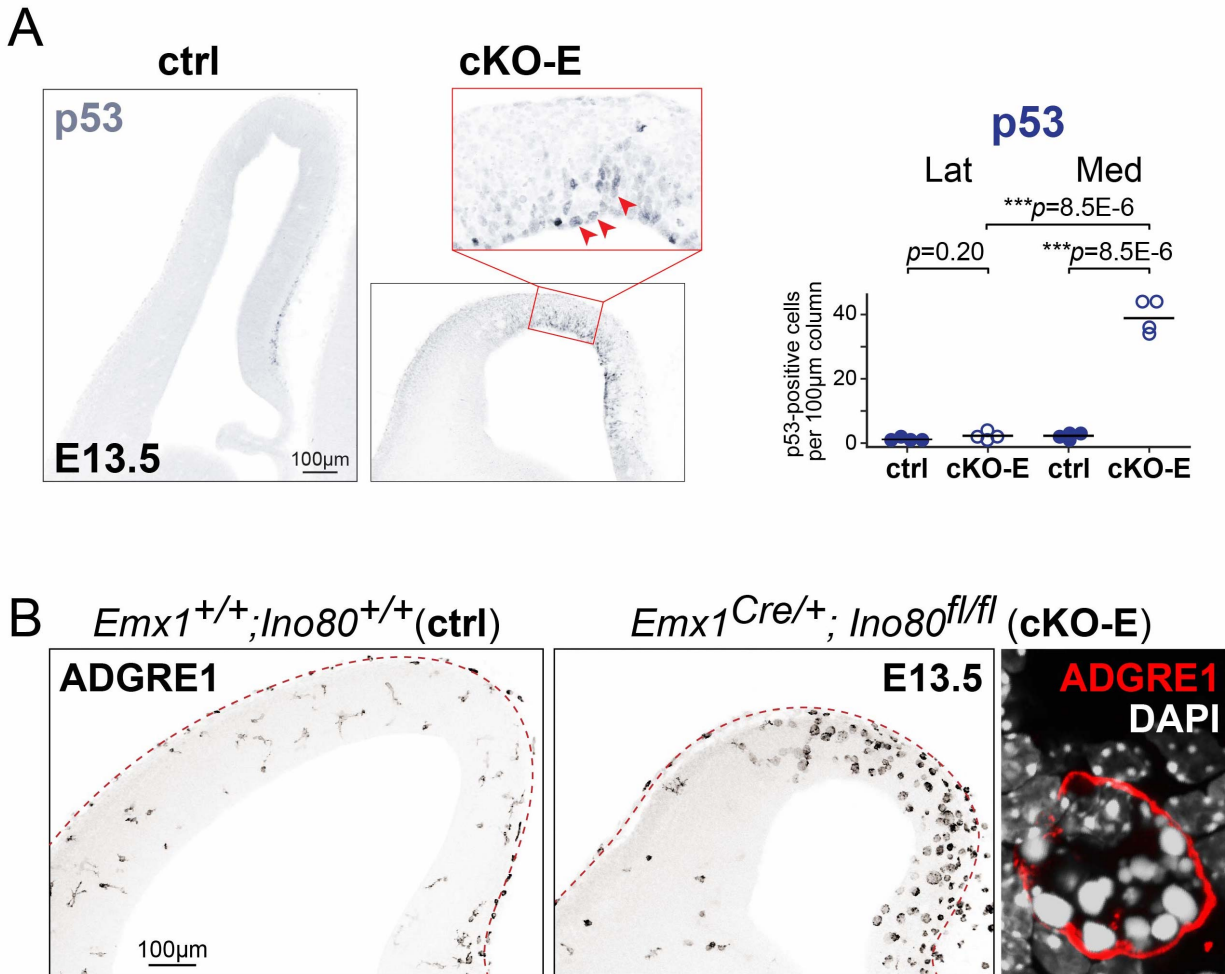 A
ctrl
cKO-E
p53
E13.5
100µm
p53
Lat
Med
***p=8.5E-6
p=0.20
***p=8.5E-6
p53-positive cells
per 100µm column
40
20
0
ctrl
cKO-E
ctrl
cKO-E
B
Emx1+/+;Ino80+/+(ctrl)
Emx1Cre/+; Ino80fl/fl (cKO-E)
ADGRE1
100µm
E13.5
ADGRE1
DAPI